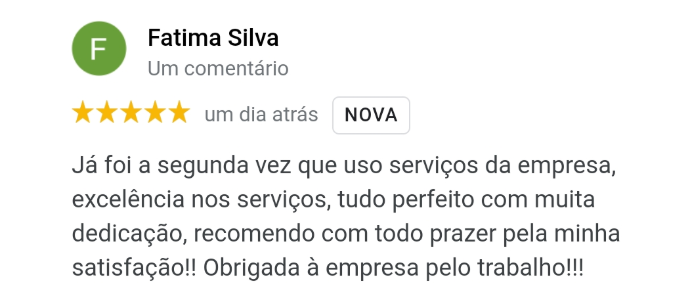 F
Fatima Silva
Um comentário
★★★★★ um dia atrás NOVA
Já foi a segunda vez que uso serviços da empresa,
excelência nos serviços, tudo perfeito com muita
dedicação, recomendo com todo prazer pela minha
satisfação!! Obrigada à empresa pelo trabalho!!!